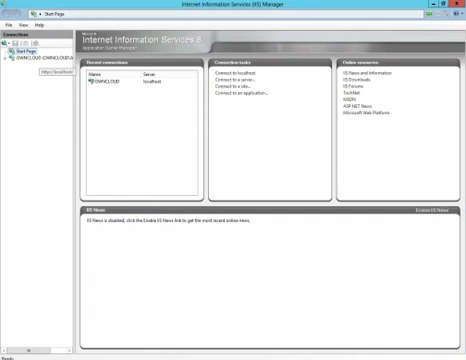 Internet Information Services (IIS) Manager
Start Page
File View Help
Connections
Start Page
OWNCLOUD (OWNCLOUD\A
http://localhost
Microsoft
Internet Information Services 8
Application Server Manager
Recent connections
Name Server
OWNCLOUD localhost
Connection tasks
Connect to localhost
Connect to a server...
Connect to a site...
Connect to an application...
Online resources
IIS News and Information
IIS Downloads
IIS Forums
TechNet
MSDN
ASP.NET News
Microsoft Web Platform
IIS News
Enable IIS News
IIS News is disabled, click the Enable IIS News link to get the most recent online news.
Ready